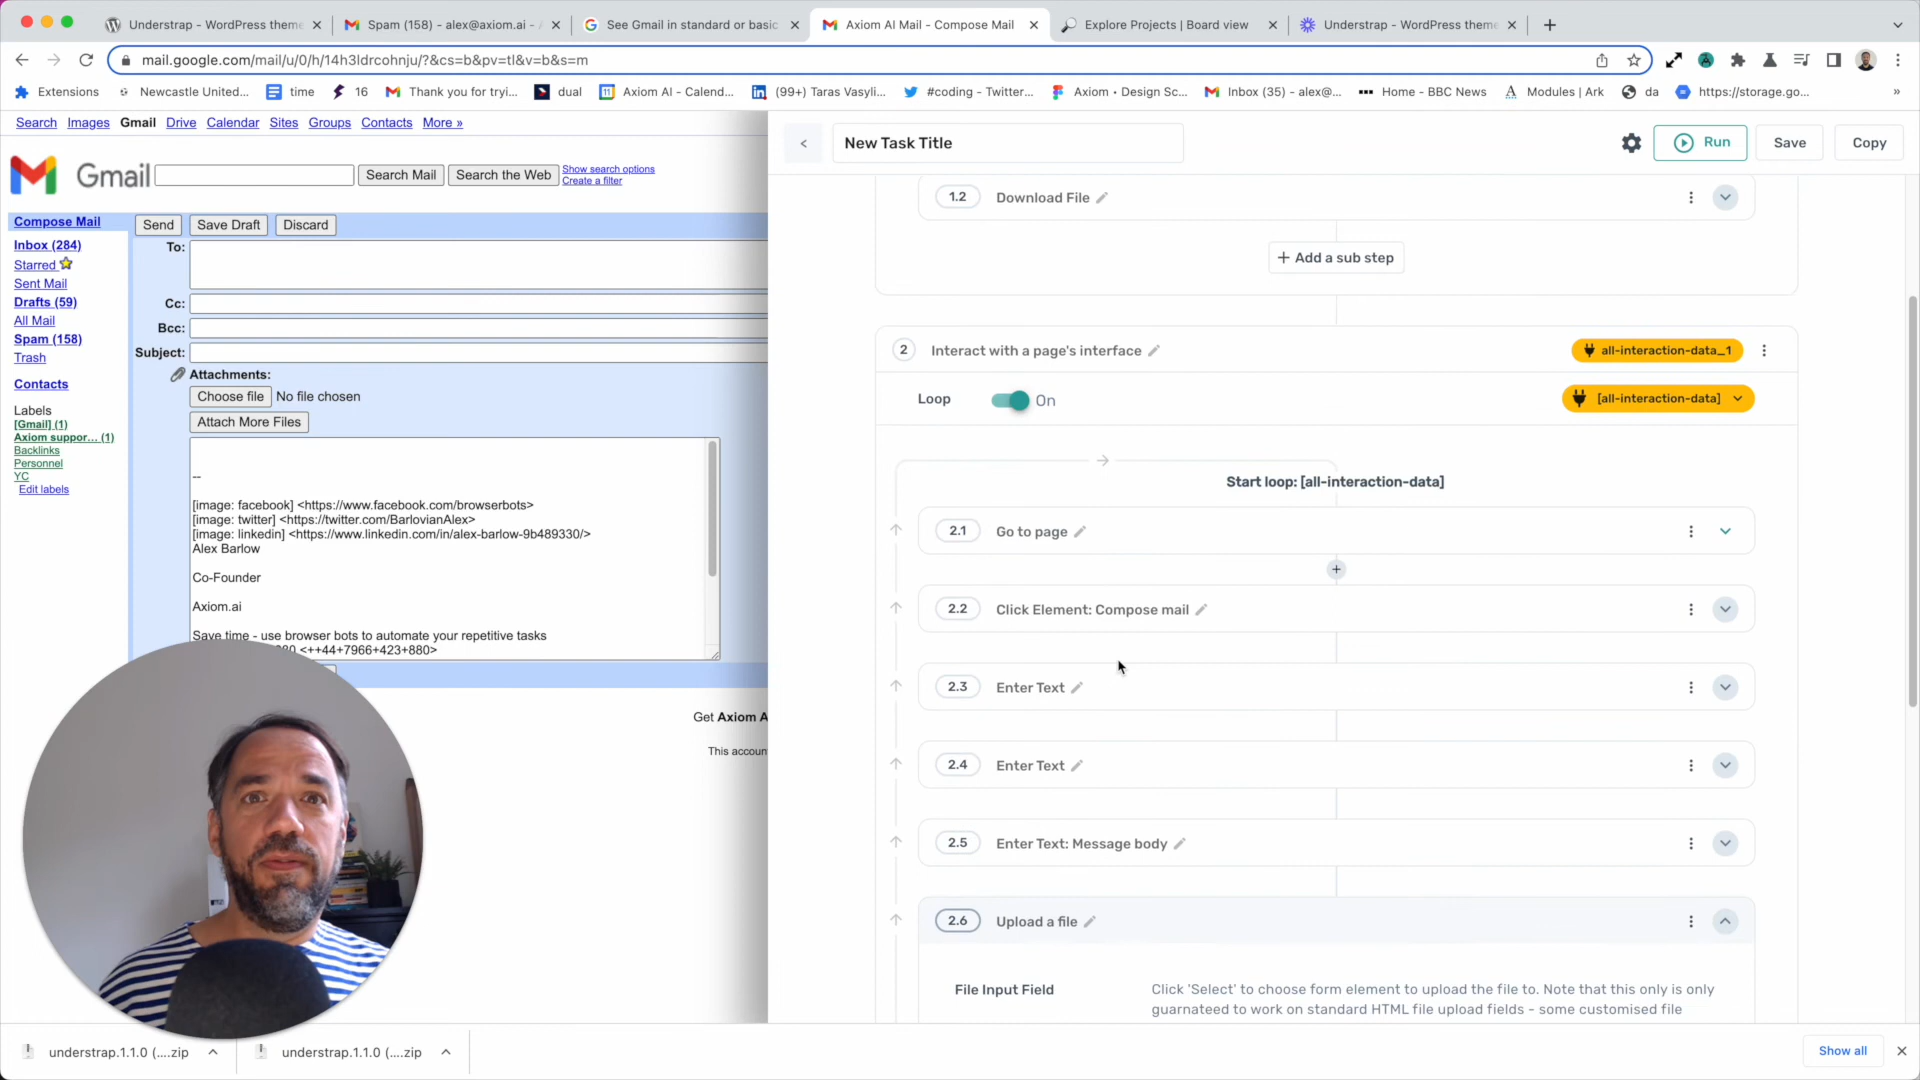 Understrap - WordPress theme
Spam (158) - alex@axiom.ai -
See Gmail in standard or basic
Axiom AI Mail - Compose Mail
Explore Projects | Board view
Understrap - WordPress theme
mail.google.com/mail/u/0/h/14h3ldrcohnju/?&cs=b&pv=tl&v=b&s=m
Extensions
Newcastle United...
time
16
Thank you for tryi...
dual
Axiom AI - Calend...
(99+) Taras Vasyli...
#coding - Twitter...
Axiom • Design Sc...
Inbox (35) - alex@...
Home - BBC News
Modules | Ark
da
https://storage.go...
»
Search Images Gmail Drive Calendar Sites Groups Contacts More »
Gmail
Search Mail
Search the Web
Show search options
Create a filter
Compose Mail
Inbox (284)
Starred
Sent Mail
Drafts (59)
All Mail
Spam (158)
Trash
Contacts
Labels
[Gmail] (1)
Axiom suppor... (1)
Backlinks
Personnel
YC
Edit labels
Send
Save Draft
Discard
To:
Cc:
Bcc:
Subject:
Attachments:
Choose file No file chosen
Attach More Files
--
[image: facebook] <https://www.facebook.com/browserbots>
[image: twitter] <https://twitter.com/BarlovianAlex>
[image: linkedin] <https://www.linkedin.com/in/alex-barlow-9b489330/>
Alex Barlow
Co-Founder
Axiom.ai
Save time - use browser bots to automate your repetitive tasks
<++44+7966+423+880>
Get Axiom A
This accoun
<
New Task Title
Run
Save
Copy
1.2 Download File
+ Add a sub step
2 Interact with a page's interface
all-interaction-data_1
Loop On
[all-interaction-data]
Start loop: [all-interaction-data]
2.1 Go to page
+
2.2 Click Element: Compose mail
2.3 Enter Text
2.4 Enter Text
2.5 Enter Text: Message body
2.6 Upload a file
File Input Field
Click 'Select' to choose form element to upload the file to. Note that this only is only
guarnateed to work on standard HTML file upload fields - some customised file
understrap.1.1.0 (....zip
understrap.1.1.0 (....zip
Show all